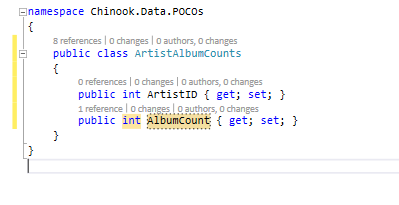 namespace Chinook.Data.POCOs
{
8 references | 0 changes | 0 authors, 0 changes
public class ArtistAlbumCounts
{
0 references | 0 changes | 0 authors, 0 changes
public int ArtistID { get; set; }
1 reference | 0 changes | 0 authors, 0 changes
public int AlbumCount { get; set; }
}
}